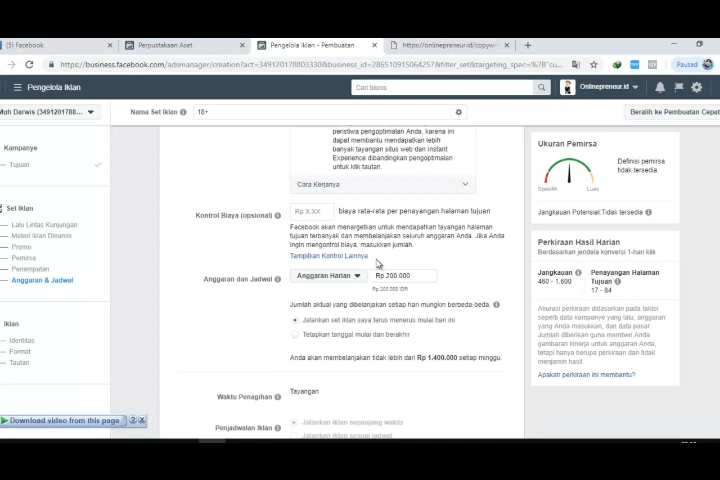 (5) Facebook
Perpustakaan Aset
Pengelola Iklan - Pembuatan
https://onlinepreneur.id/copywr
https://business.facebook.com/adsmanager/creation?act=349120178803330&business_id=286510915064257&filter_set&targeting_spec=%7B"cu...
Paused
Pengelola Iklan
Cari bisnis
Onlinepreneur.id
Muh Darwis (3491201788...
Nama Set Iklan
18+
Beralih ke Pembuatan Cepat
Kampanye
Tujuan
Set Iklan
Lalu Lintas Kunjungan
Materi Iklan Dinamis
Promo
Pemirsa
Penempatan
Anggaran & Jadwal
Iklan
Identitas
Format
Tautan
peristiwa pengoptimalan Anda, karena ini
dapat membantu mendapatkan lebih
banyak tayangan situs web dan Instant
Experience dibandingkan pengoptimalan
untuk klik tautan.
Cara Kerjanya
Kontrol Biaya (opsional)
Rp X.XX
biaya rata-rata per penayangan halaman tujuan
Facebook akan menargetkan untuk mendapatkan tayangan halaman
tujuan terbanyak dan membelanjakan seluruh anggaran Anda. Jika Anda
ingin mengontrol biaya, masukkan jumlah.
Tampilkan Kontrol Lainnya
Anggaran dan Jadwal
Anggaran Harian
Rp 200.000
Rp 200.000 IDR
Jumlah aktual yang dibelanjakan setiap hari mungkin berbeda-beda.
Jalankan set iklan saya terus menerus mulai hari ini
Tetapkan tanggal mulai dan berakhir
Anda akan membelanjakan tidak lebih dari Rp 1.400.000 setiap minggu.
Waktu Penagihan
Tayangan
Penjadwalan Iklan
Jalankan iklan sepanjang waktu
Jalankan iklan sesuai jadwal
Ukuran Pemirsa
Definisi pemirsa
tidak tersedia
Spesifik
Luas
Jangkauan Potensial:Tidak tersedia
Perkiraan Hasil Harian
Berdasarkan jendela konversi 1-hari klik
Jangkauan
460 - 1.600
Penayangan Halaman
Tujuan
17 - 84
Akurasi perkiraan didasarkan pada faktor
seperti data kampanye yang lalu, anggaran
yang Anda masukkan, dan data pasar.
Jumlah diberikan guna memberi Anda
gambaran kinerja untuk anggaran Anda,
tetapi hanya berupa perkiraan dan tidak
menjamin hasil.
Apakah perkiraan ini membantu?
Download video from this page